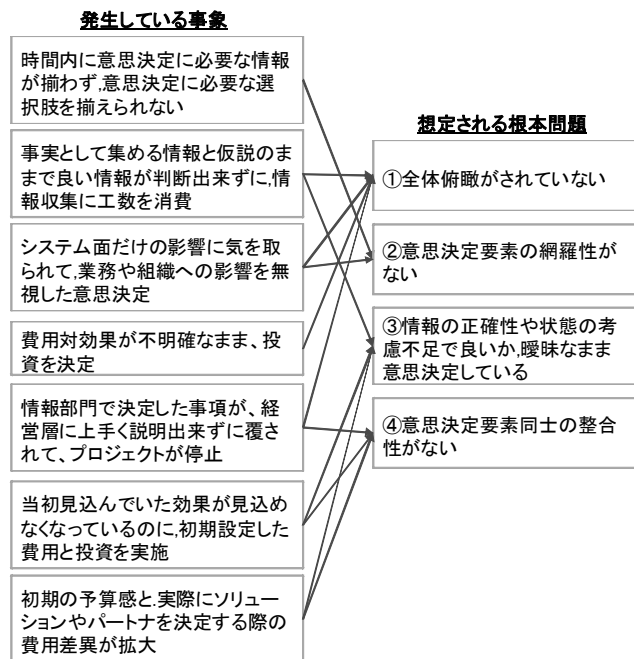 発生している事象
時間内に意思決定に必要な情報
が揃わず,意思決定に必要な選
択肢を揃えられない
事実として集める情報と仮説のま
まで良い情報が判断出来ずに,情
報収集に工数を消費
システム面だけの影響に気を取
られて,業務や組織への影響を無
視した意思決定
費用対効果が不明確なまま、投
資を決定
情報部門で決定した事項が、経
営層に上手く説明出来ずに覆さ
れて、プロジェクトが停止
当初見込んでいた効果が見込め
なくなっているのに,初期設定した
費用と投資を実施
初期の予算感と.実際にソリュー
ションやパートナを決定する際の
費用差異が拡大
想定される根本問題
①全体俯瞰がされていない
②意思決定要素の網羅性が
ない
③情報の正確性や状態の考
慮不足で良いか,曖昧なまま
意思決定している
④意思決定要素同士の整合
性がない